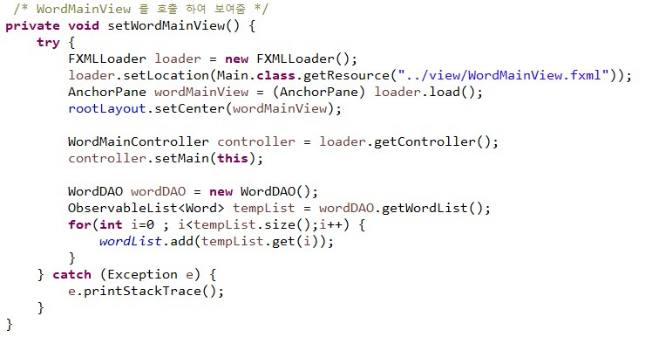 /* WordMainView 를 호출 하여 보여줌 */
private void setWordMainView() {
try {
FXMLLoader loader = new FXMLLoader();
loader.setLocation(Main.class.getResource("../view/WordMainView.fxml"));
AnchorPane wordMainView = (AnchorPane) loader.load();
rootLayout.setCenter(wordMainView);
WordMainController controller = loader.getController();
controller.setMain(this);
WordDAO wordDAO = new WordDAO();
ObservableList<Word> tempList = wordDAO.getWordList();
for(int i=0 ; i<tempList.size();i++) {
wordList.add(tempList.get(i));
}
} catch (Exception e) {
e.printStackTrace();
}
}